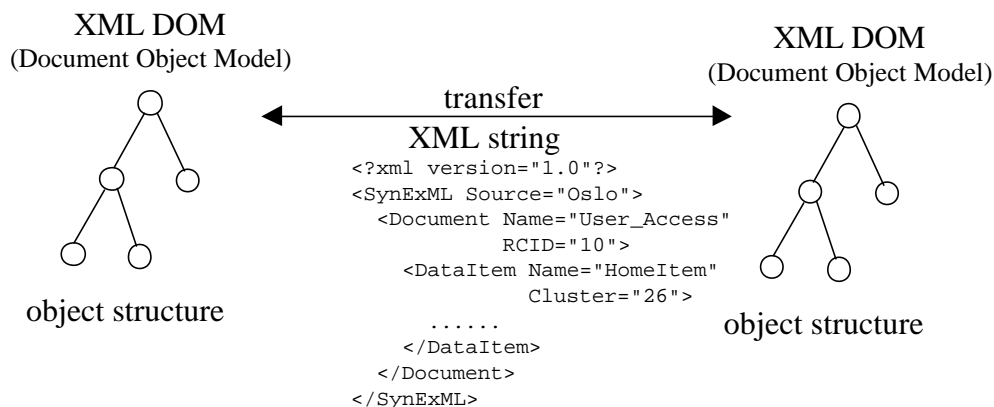 XML DOM
(Document Object Model)
object structure
transfer
XML string
<?xml version="1.0"?>
<SynExML Source="Oslo">
  <Document Name="User_Access"
            RCID="10">
    <DataItem Name="HomeItem"
              Cluster="26">
      ......
    </DataItem>
  </Document>
</SynExML>
XML DOM
(Document Object Model)
object structure